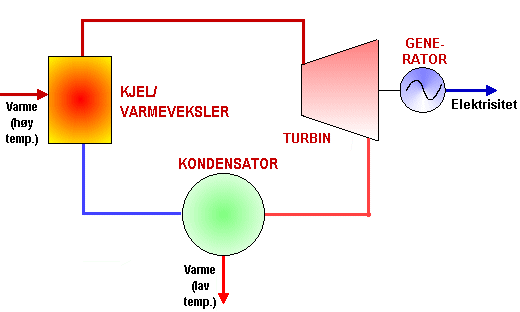 GENE-
RATOR
Varme
(høy
temp.)
KJEL/
VARMEVEKSLER
Elektrisitet
TURBIN
KONDENSATOR
Varme
(lav
temp.)